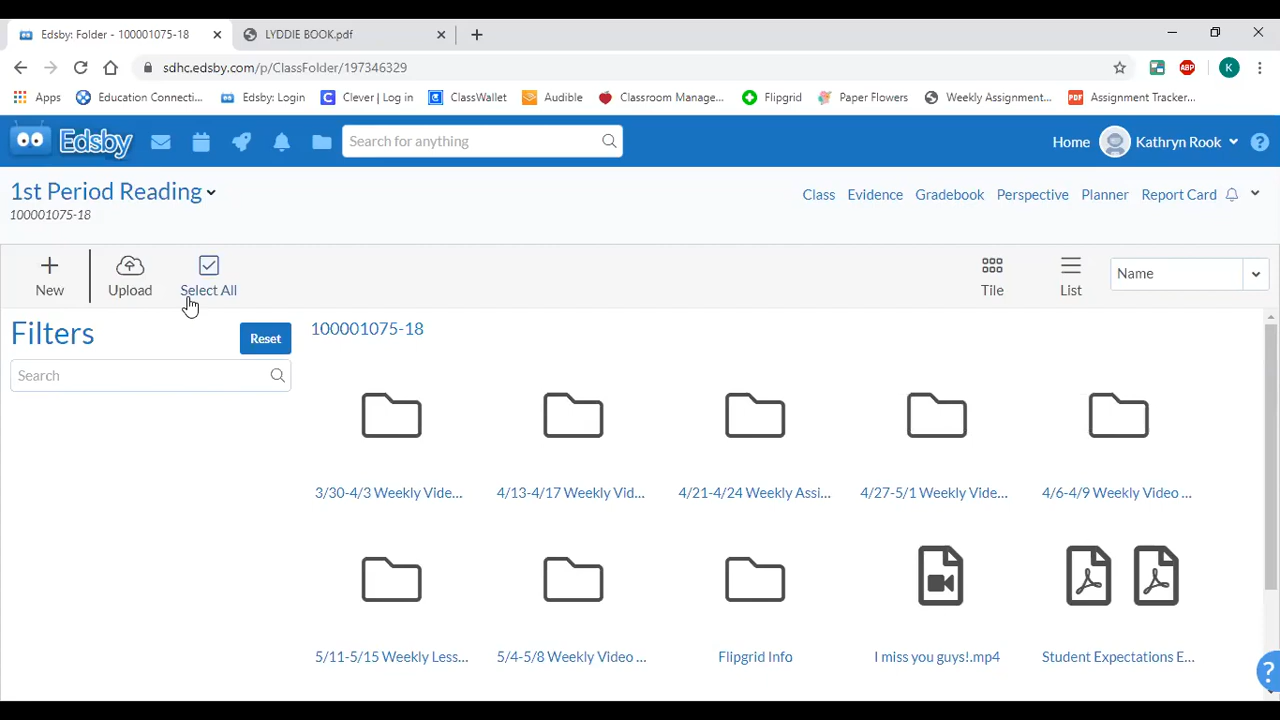 Edsby: Folder - 100001075-18
LYDDIE BOOK.pdf
sdhc.edsby.com/p/ClassFolder/197346329
ABP
K
Apps
Education Connecti...
Edsby: Login
Clever | Log in
ClassWallet
Audible
Classroom Manage...
Flipgrid
Paper Flowers
Weekly Assignment...
PDF
Assignment Tracker...
Edsby
Search for anything
Home
Kathryn Rook
?
1st Period Reading
100001075-18
Class
Evidence
Gradebook
Perspective
Planner
Report Card
New
Upload
Select All
Tile
List
Name
Filters
Reset
Search
100001075-18
3/30-4/3 Weekly Vide...
4/13-4/17 Weekly Vid...
4/21-4/24 Weekly Assi...
4/27-5/1 Weekly Vide...
4/6-4/9 Weekly Video ...
5/11-5/15 Weekly Less...
5/4-5/8 Weekly Video ...
Flipgrid Info
I miss you guys!.mp4
Student Expectations E...
?